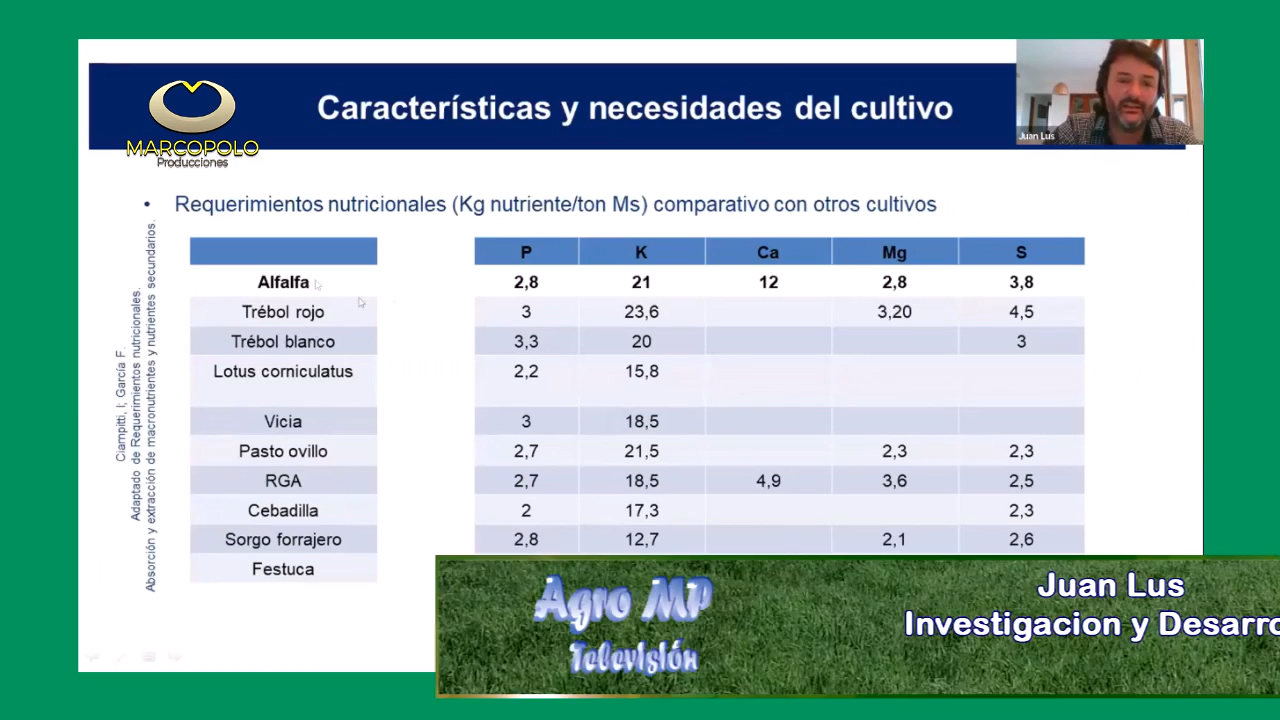 Características y necesidades del cultivo
MARCOPOLO
Producciones
Juan Lus
• Requerimientos nutricionales (Kg nutriente/ton Ms) comparativo con otros cultivos
P K Ca Mg S
Alfalfa 2,8 21 12 2,8 3,8
Trébol rojo 3 23,6 3,20 4,5
Trébol blanco 3,3 20 3
Lotus corniculatus 2,2 15,8
Vicia 3 18,5
Pasto ovillo 2,7 21,5 2,3 2,3
RGA 2,7 18,5 4,9 3,6 2,5
Cebadilla 2 17,3 2,3
Sorgo forrajero 2,8 12,7 2,1 2,6
Festuca
Ciampitti, I; García F.
Adaptado de Requerimientos nutricionales.
Absorción y extracción de macronutrientes y nutrientes secundarios.
Agro MP
Televisión
Juan Lus
Investigacion y Desarro